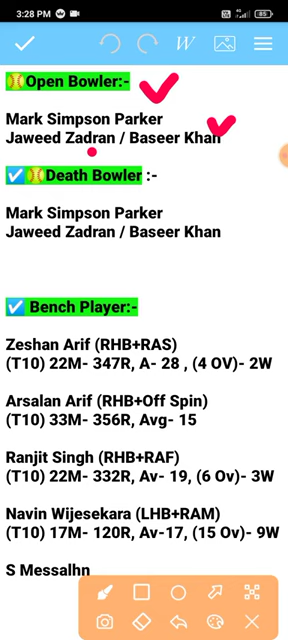 3:28 PM
85
W
Open Bowler:-
Mark Simpson Parker
Jaweed Zadran / Baseer Khan
Death Bowler :-
Mark Simpson Parker
Jaweed Zadran / Baseer Khan
Bench Player:-
Zeshan Arif (RHB+RAS)
(T10) 22M- 347R, A- 28 , (4 OV)- 2W
Arsalan Arif (RHB+Off Spin)
(T10) 33M- 356R, Avg- 15
Ranjit Singh (RHB+RAF)
(T10) 22M- 332R, Av- 19, (6 Ov)- 3W
Navin Wijesekara (LHB+RAM)
(T10) 17M- 120R, Av-17, (15 Ov)- 9W
S Messalhn